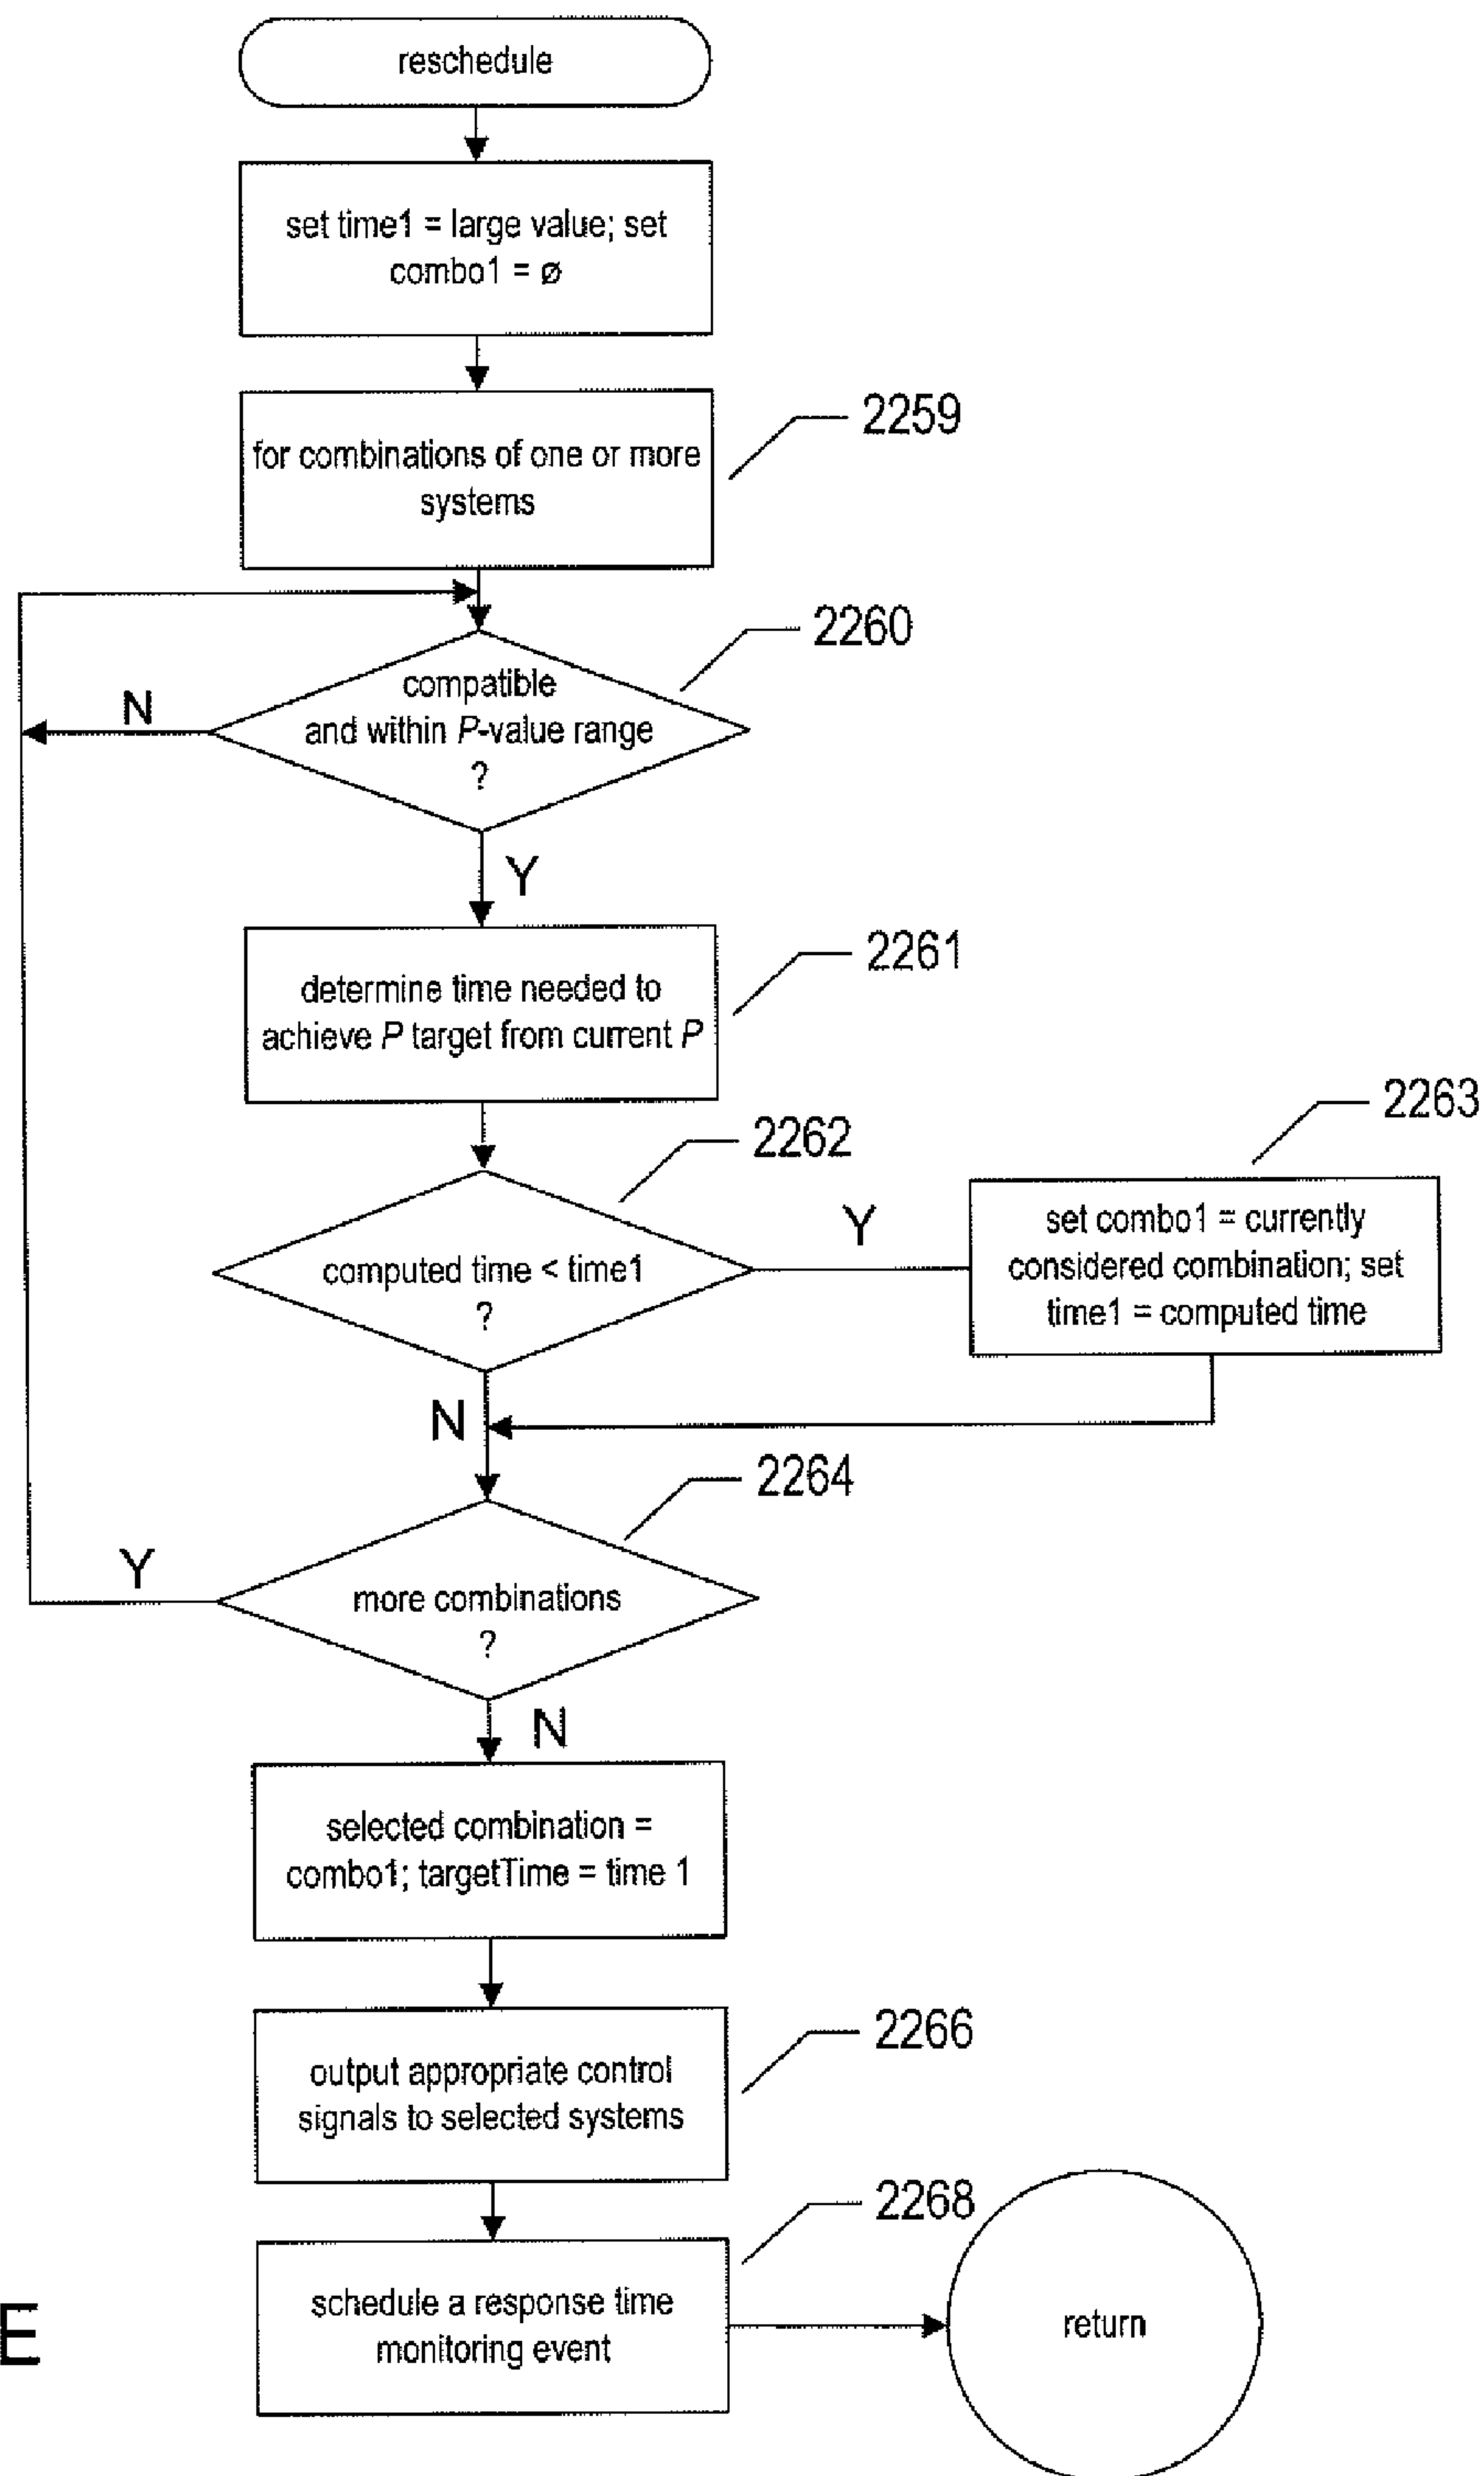 reschedule
set time1 = large value; set
combo1 = ø
2259
for combinations of one or more
systems
2260
compatible
and within P-value range
?
N
Y
2261
determine time needed to
achieve P target from current P
2262
2263
computed time < time1
?
Y
set combo1 = currently
considered combination; set
time1 = computed time
N
2264
more combinations
?
Y
N
selected combination =
combo1; targetTime = time 1
2266
output appropriate control
signals to selected systems
2268
schedule a response time
monitoring event
return
E